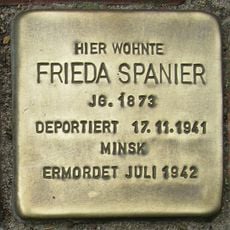 HIER WOHNTE
FRIEDA SPANIER
JG. 1873
DEPORTIERT 17.11.1941
MINSK
ERMORDET JULI 1942